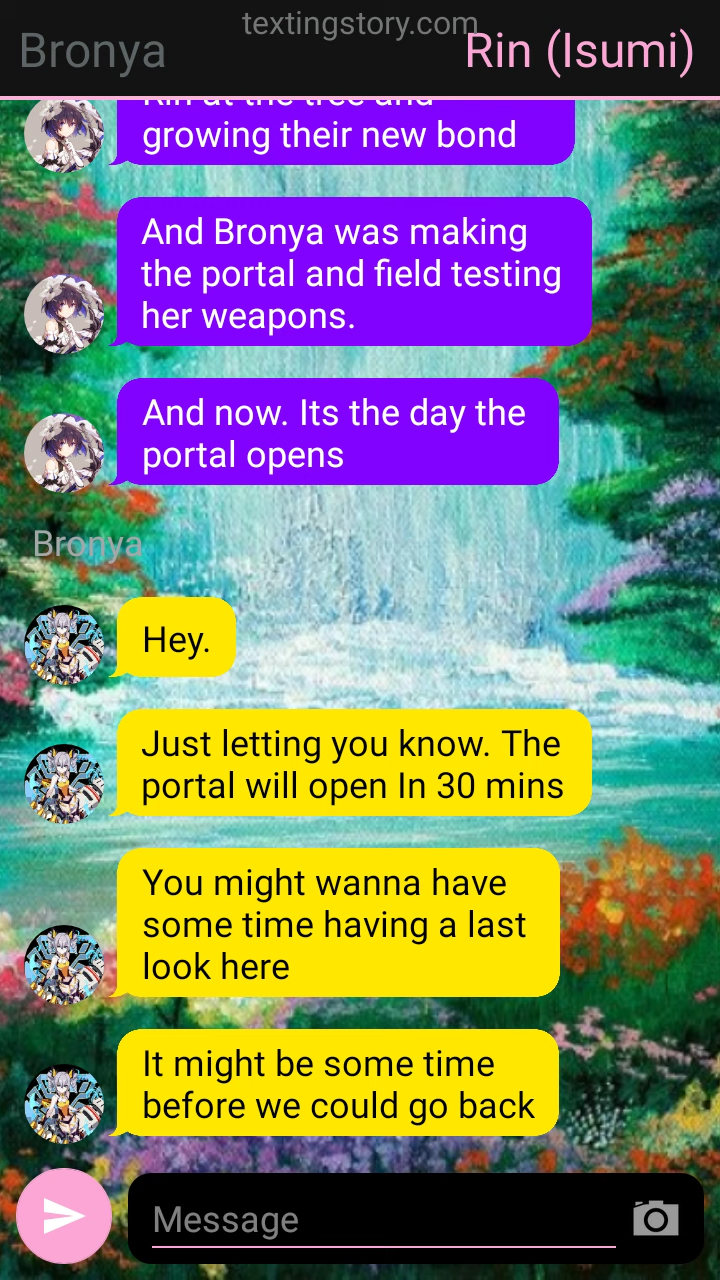 textingstory.com
Bronya
Rin (Isumi)
Rin at the tree and
growing their new bond
And Bronya was making
the portal and field testing
her weapons.
And now. Its the day the
portal opens
Bronya
Hey.
Just letting you know. The
portal will open In 30 mins
You might wanna have
some time having a last
look here
It might be some time
before we could go back
Message